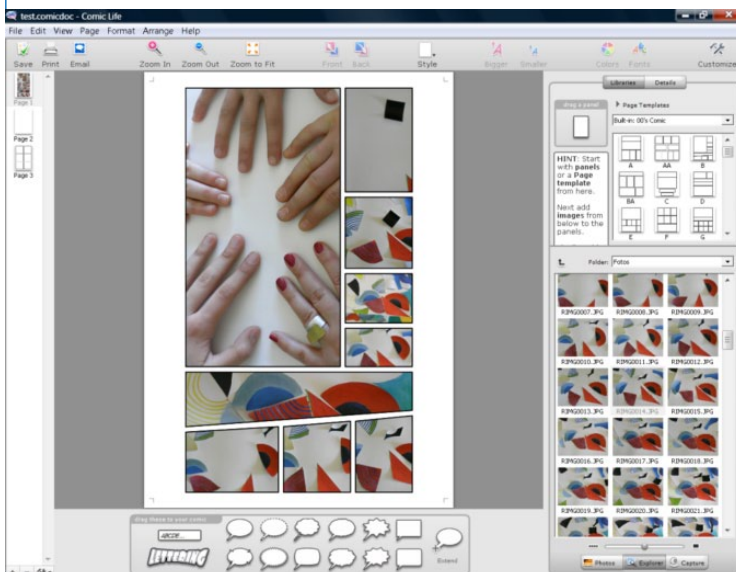 test.comicdoc - Comic Life
File Edit View Page Format Arrange Help
Save Print Email Zoom In Zoom Out Zoom to Fit Front Back Style Bigger Smaller Colors Fonts Customize
Page 1
Page 2
Page 3
Libraries Details
drag a panel
Page Templates
Built-in: 00's Comic
HINT: Start
with panels
or a Page
template
from here.
Next add
images from
below to the
panels.
A AA B
BA C D
E F G
Folder: Fotos
RIMG0007.JPG RIMG0008.JPG RIMG0009.JPG
RIMG0010.JPG RIMG0011.JPG RIMG0012.JPG
RIMG0013.JPG RIMG0014.JPG RIMG0015.JPG
RIMG0016.JPG RIMG0017.JPG RIMG0018.JPG
RIMG0019.JPG RIMG0020.JPG RIMG0021.JPG
drag these to your comic
ABCDE...
LETTERING
Extend
Photos Explorer Capture